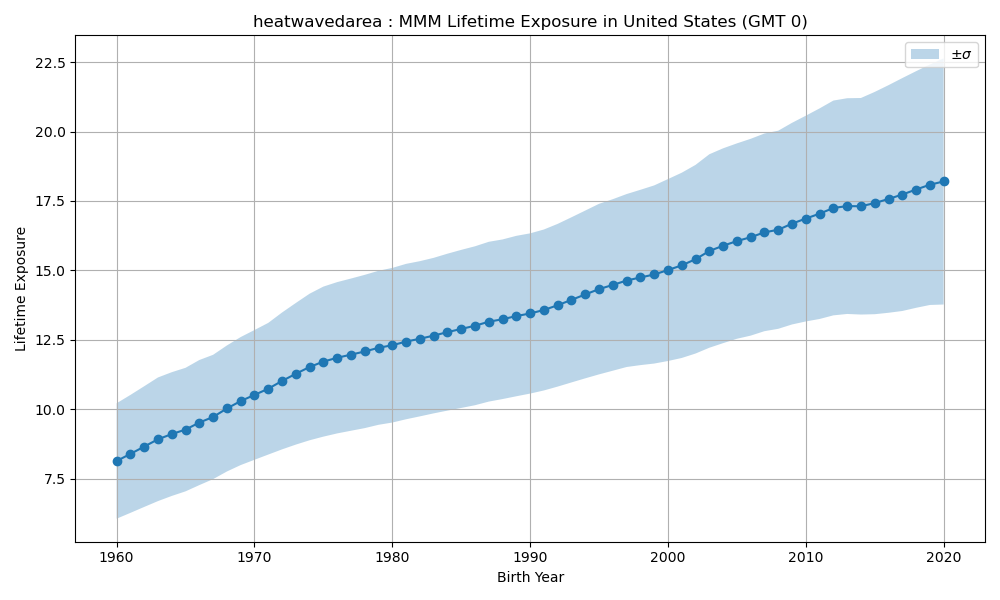 heatwavedarea : MMM Lifetime Exposure in United States (GMT 0)
±σ
Lifetime Exposure
22.5
20.0
17.5
15.0
12.5
10.0
7.5
1960 1970 1980 1990 2000 2010 2020
Birth Year